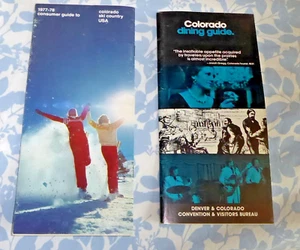 1977-78
consumer guide to
colorado
ski country
USA
Colorado
dining guide.
"The insatiable appetite acquired
by travelers upon the prairies
is almost incredible."
DENVER & COLORADO
CONVENTION & VISITORS BUREAU